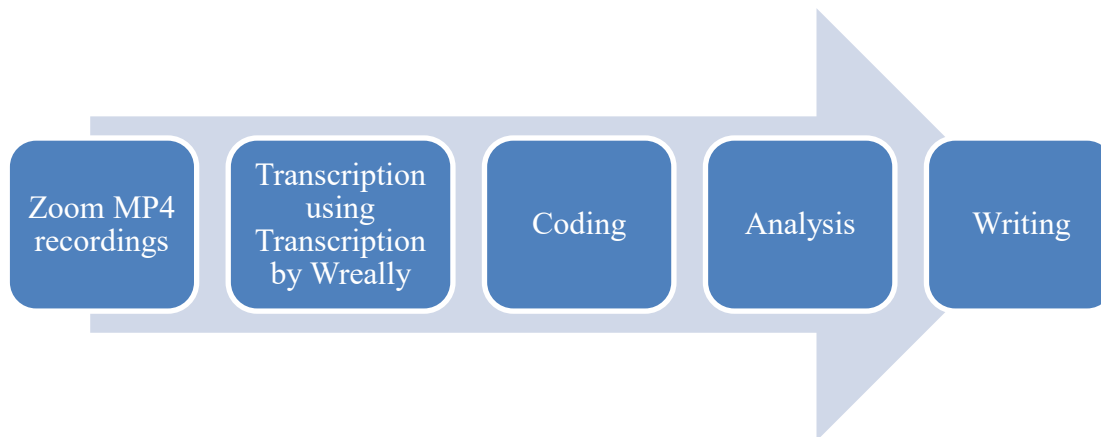 Zoom MP4
recordings
Transcription
using
Transcription
by Wreally
Coding
Analysis
Writing